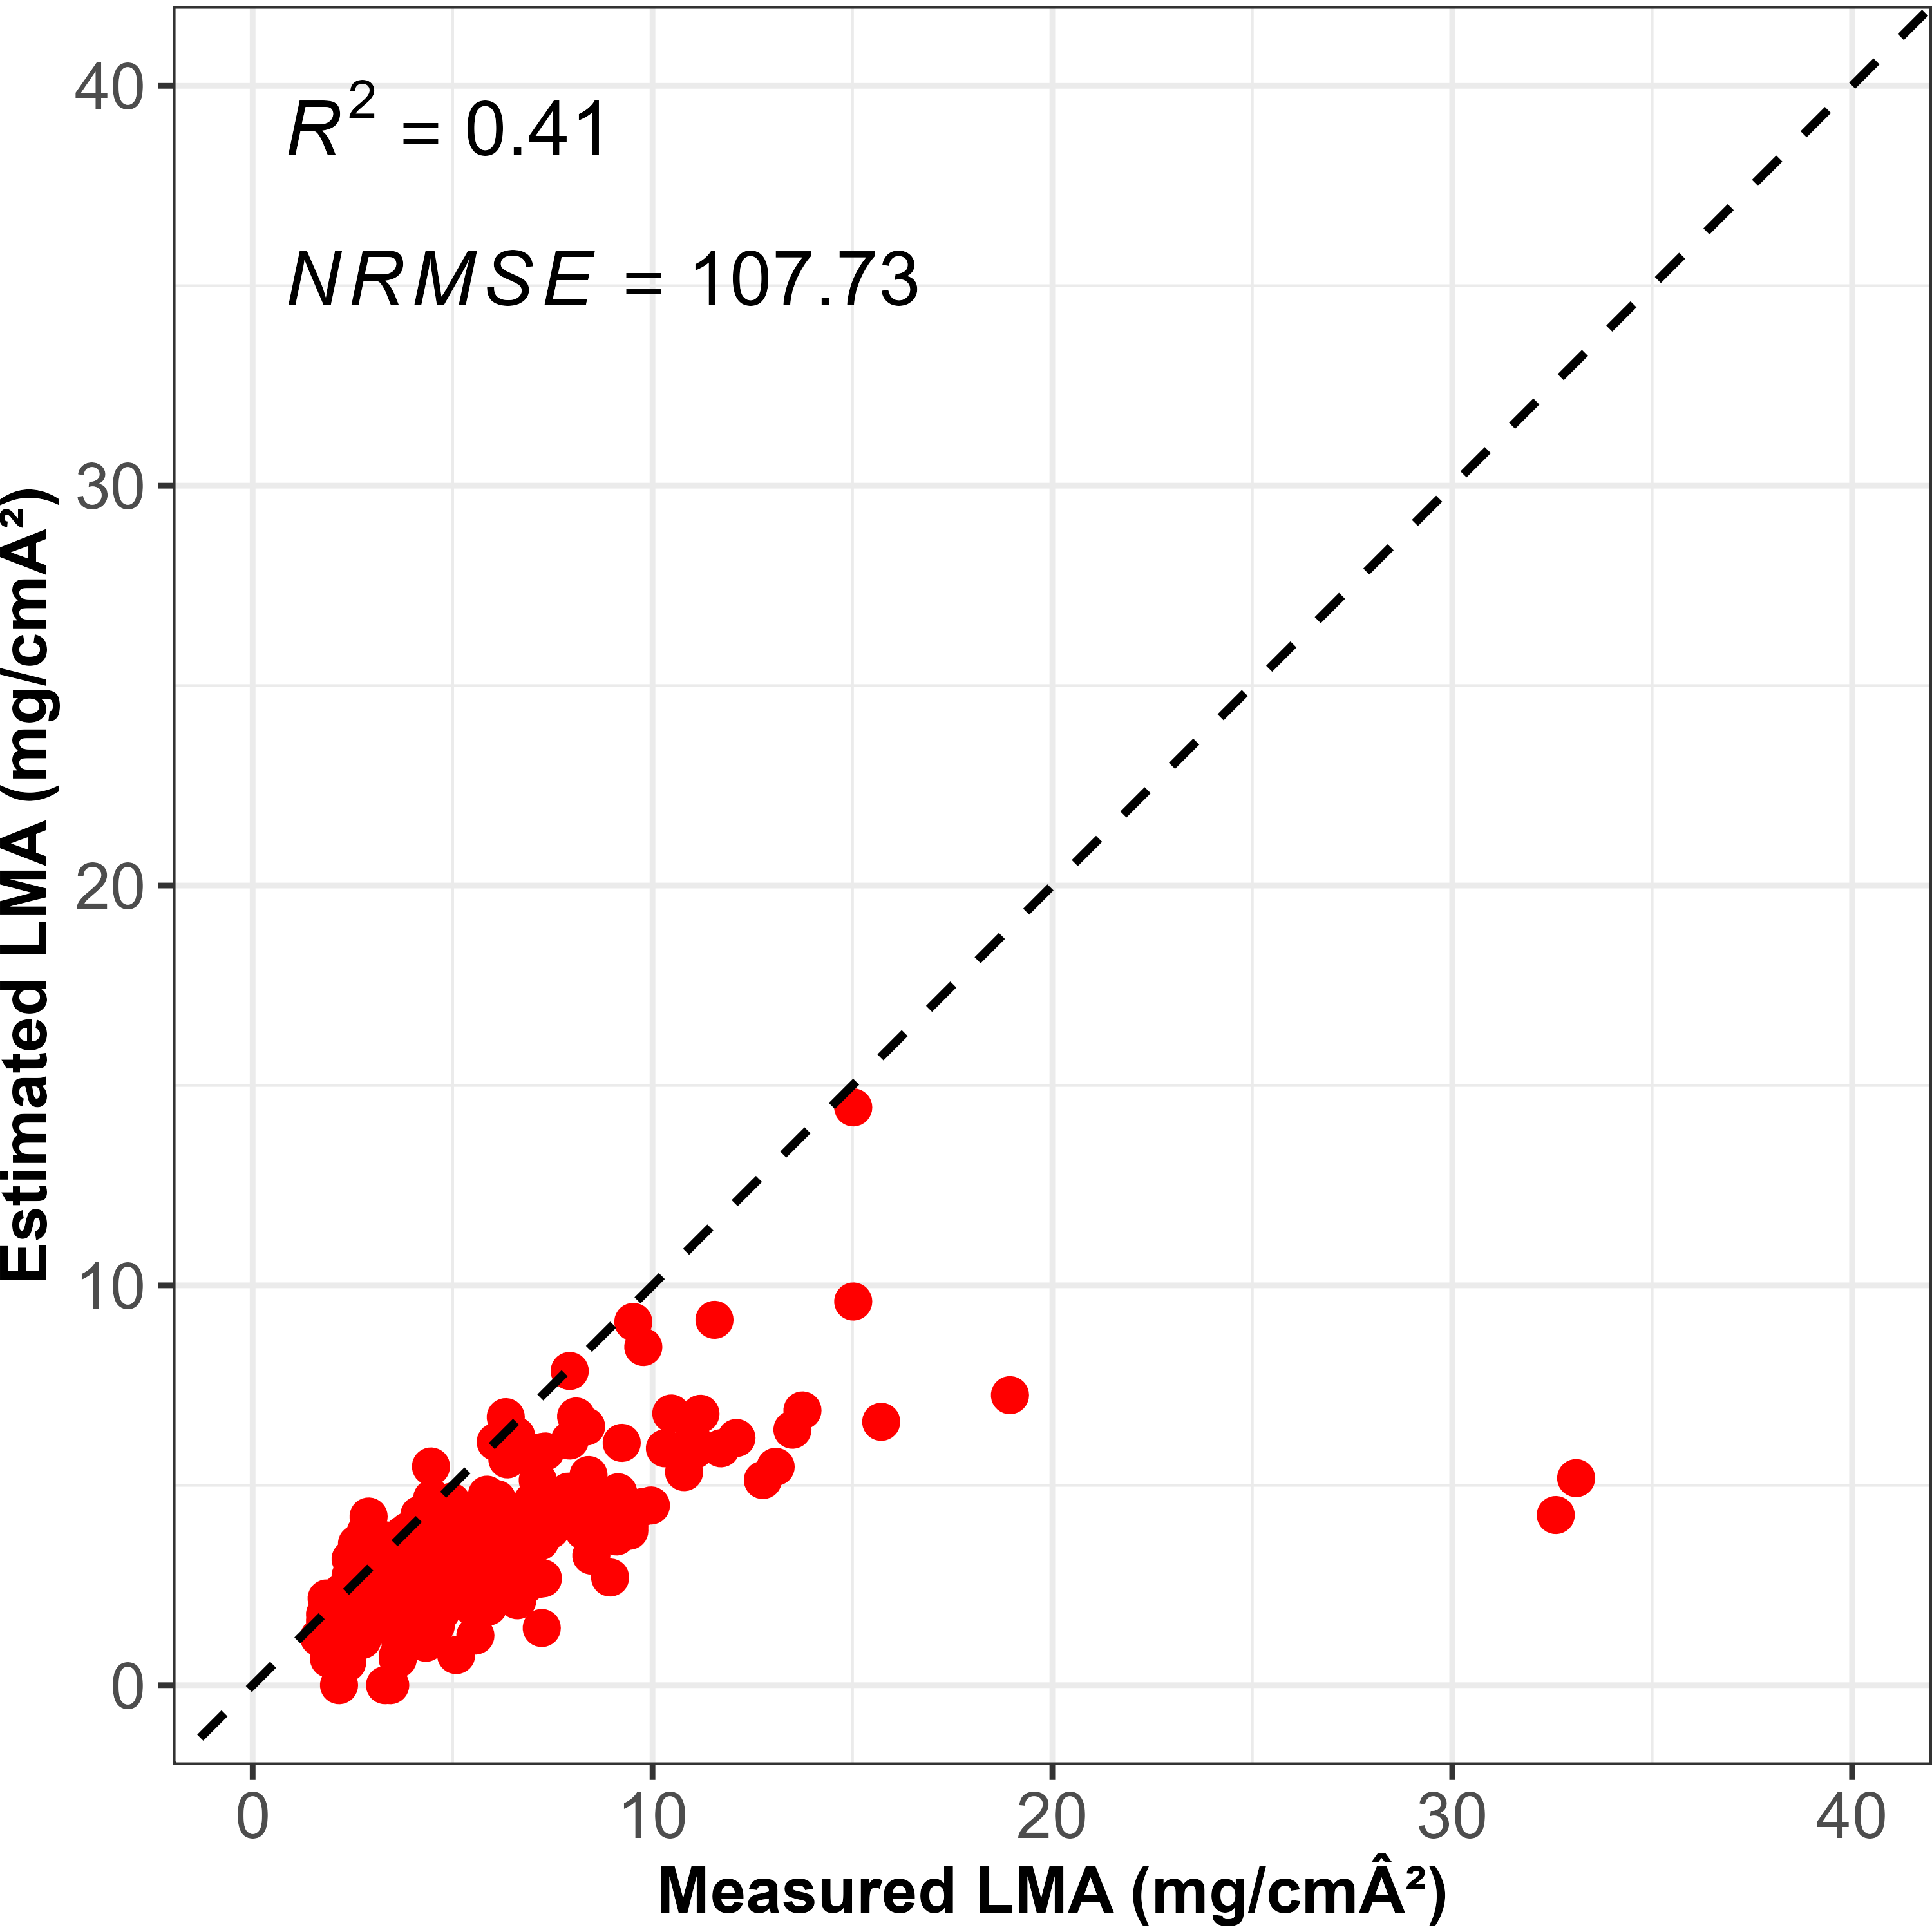 R² = 0.41
NRMSE = 107.73
40
30
20
10
0
Estimated LMA (mg/cmÂ²)
0 10 20 30 40
Measured LMA (mg/cmÂ²)